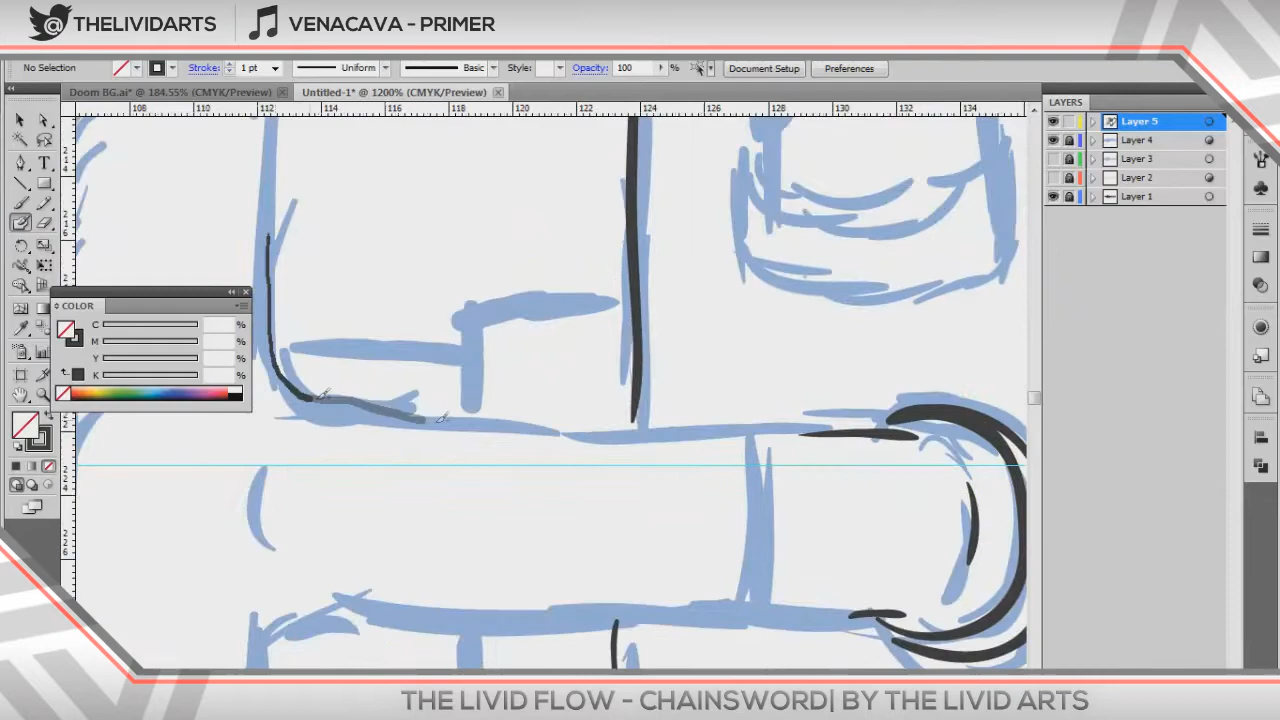 @ THELIVIDARTS VENACAVA - PRIMER
No Selection Stroke: 1 pt Uniform Basic Style: Opacity: 100 % Document Setup Preferences
Doom BG.ai* @ 184.55% (CMYK/Preview) Untitled-1* @ 1200% (CMYK/Preview)
108 110 112 114 116 118 120 122 124 126 128 130 132 134
LAYERS
Layer 5
Layer 4
Layer 3
Layer 2
Layer 1
COLOR
C %
M %
Y %
K %
THE LIVID FLOW - CHAINSWORD| BY THE LIVID ARTS